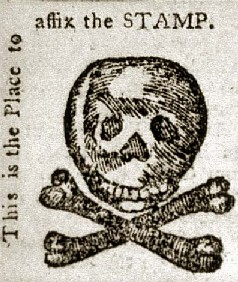 This is the Place to
affix the STAMP.